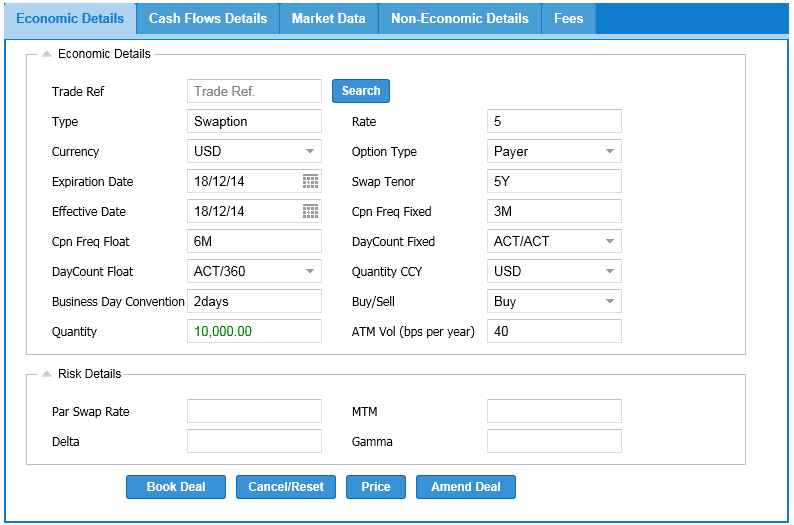 Economic Details Cash Flows Details Market Data Non-Economic Details Fees
Economic Details
Trade Ref Trade Ref. Search
Type Swaption Rate 5
Currency USD Option Type Payer
Expiration Date 18/12/14 Swap Tenor 5Y
Effective Date 18/12/14 Cpn Freq Fixed 3M
Cpn Freq Float 6M DayCount Fixed ACT/ACT
DayCount Float ACT/360 Quantity CCY USD
Business Day Convention 2days Buy/Sell Buy
Quantity 10,000.00 ATM Vol (bps per year) 40
Risk Details
Par Swap Rate MTM
Delta Gamma
Book Deal Cancel/Reset Price Amend Deal